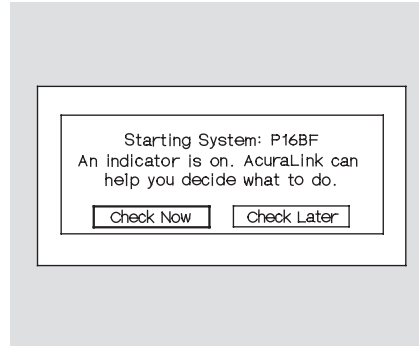 Starting System: P16BF
An indicator is on. AcuraLink can
help you decide what to do.
Check Now Check Later